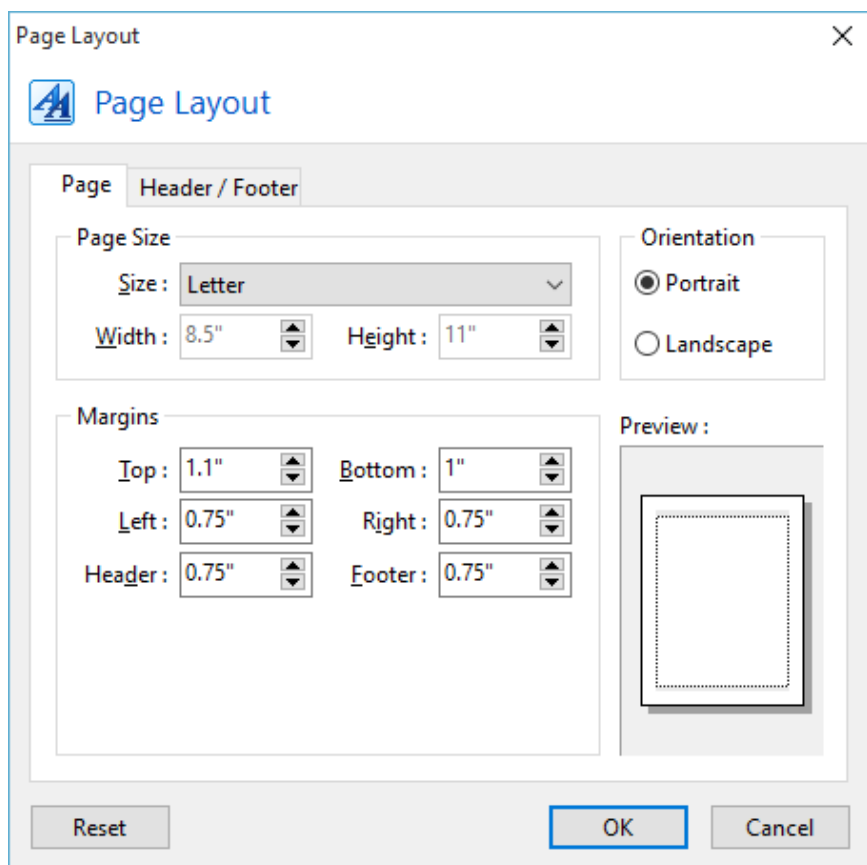 Page Layout
Page Layout
Page
Header / Footer
Page Size
Size : Letter
Width : 8.5" Height : 11"
Orientation
Portrait
Landscape
Margins
Top : 1.1" Bottom : 1"
Left : 0.75" Right : 0.75"
Header : 0.75" Footer : 0.75"
Preview :
Reset
OK
Cancel